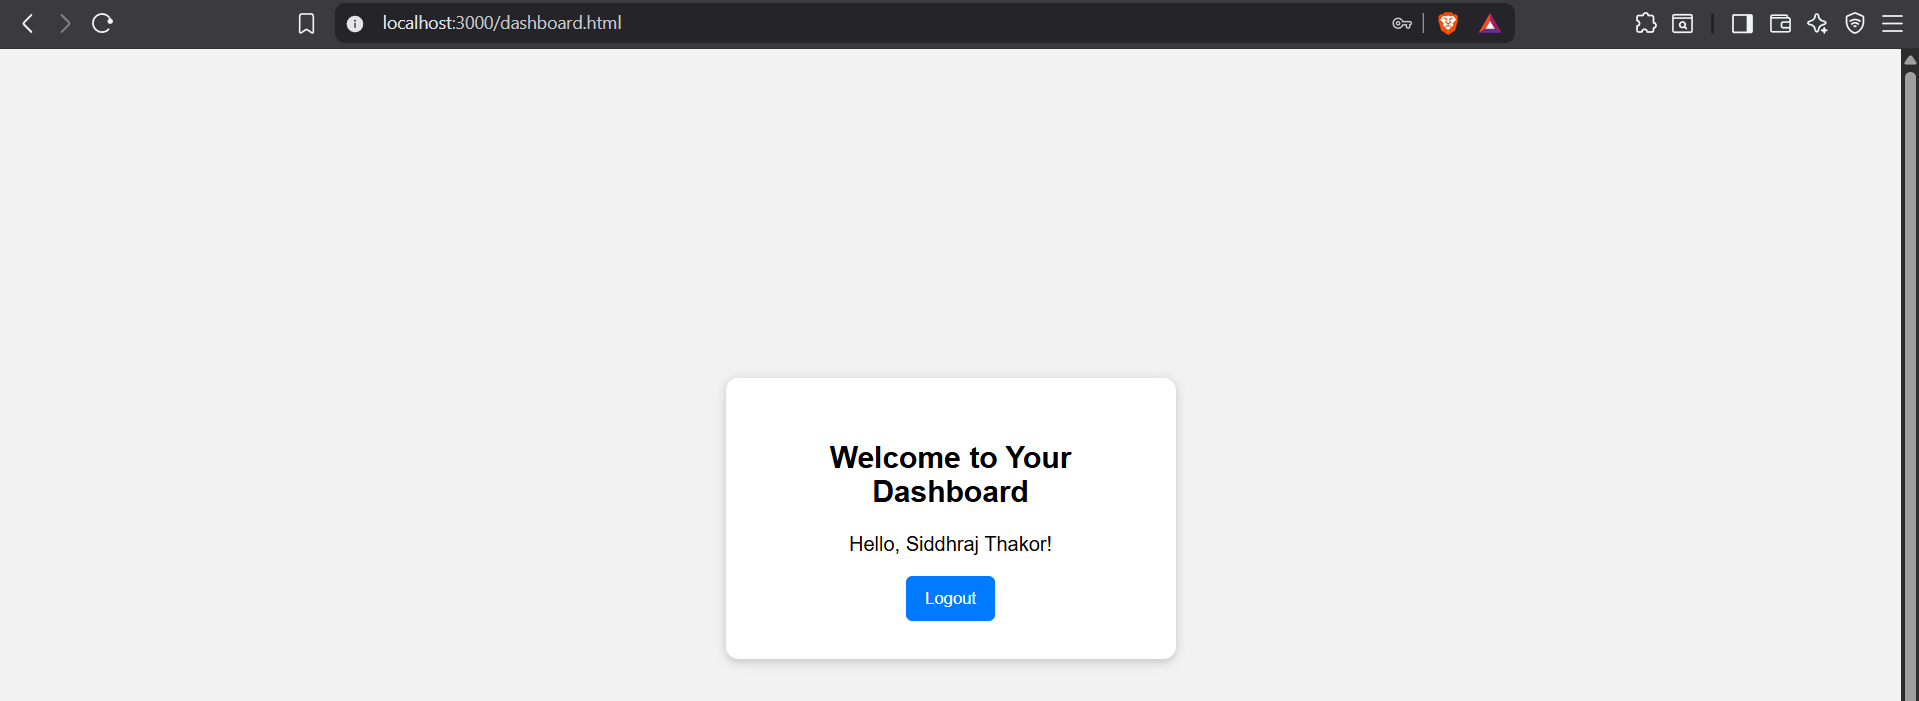 localhost:3000/dashboard.html
Welcome to Your
Dashboard
Hello, Siddhraj Thakor!
Logout